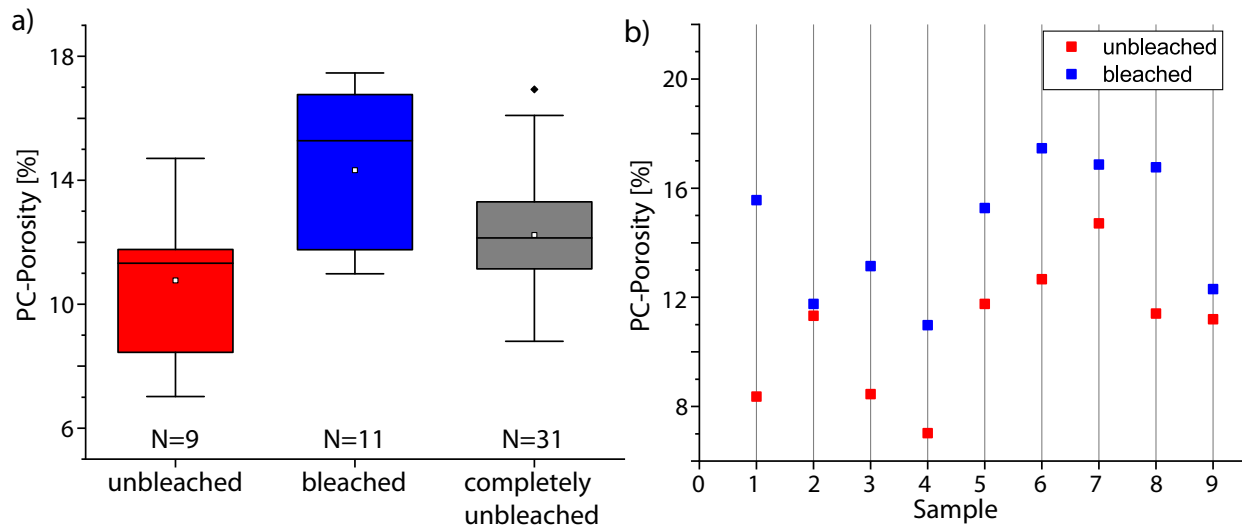 a)
PC-Porosity [%]
18
14
10
6
N=9
N=11
N=31
unbleached
bleached
completely
unbleached
b)
PC-Porosity [%]
20
16
12
8
unbleached
bleached
0 1 2 3 4 5 6 7 8 9
Sample